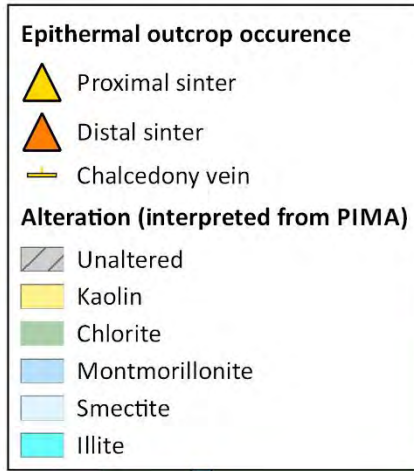 Epithermal outcrop occurence
Proximal sinter
Distal sinter
Chalcedony vein
Alteration (interpreted from PIMA)
Unaltered
Kaolin
Chlorite
Montmorillonite
Smectite
Illite